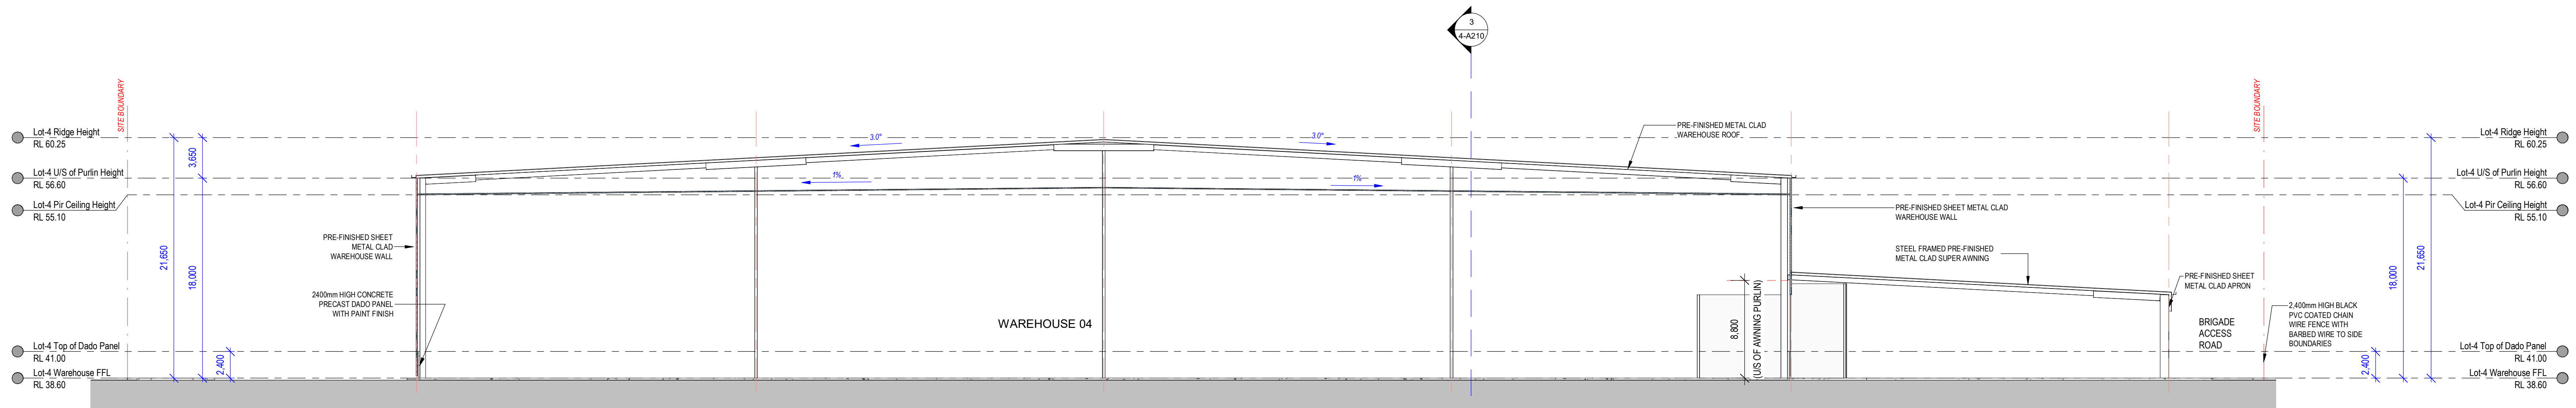 3
4-A210
SITE BOUNDARY
SITE BOUNDARY
Lot-4 Ridge Height
RL 60.25
Lot-4 U/S of Purlin Height
RL 56.60
Lot-4 Pir Ceiling Height
RL 55.10
Lot-4 Top of Dado Panel
RL 41.00
Lot-4 Warehouse FFL
RL 38.60
21,650
3,650
18,000
2,400
PRE-FINISHED SHEET
METAL CLAD
WAREHOUSE WALL
2400mm HIGH CONCRETE
PRECAST DADO PANEL
WITH PAINT FINISH
3.0°
3.0°
1%
1%
WAREHOUSE 04
PRE-FINISHED METAL CLAD
WAREHOUSE ROOF
PRE-FINISHED SHEET METAL CLAD
WAREHOUSE WALL
STEEL FRAMED PRE-FINISHED
METAL CLAD SUPER AWNING
8,800
(U/S OF AWNING PURLIN)
PRE-FINISHED SHEET
METAL CLAD APRON
BRIGADE
ACCESS
ROAD
2,400mm HIGH BLACK
PVC COATED CHAIN
WIRE FENCE WITH
BARBED WIRE TO SIDE
BOUNDARIES
2,400
18,000
21,650
Lot-4 Ridge Height
RL 60.25
Lot-4 U/S of Purlin Height
RL 56.60
Lot-4 Pir Ceiling Height
RL 55.10
Lot-4 Top of Dado Panel
RL 41.00
Lot-4 Warehouse FFL
RL 38.60